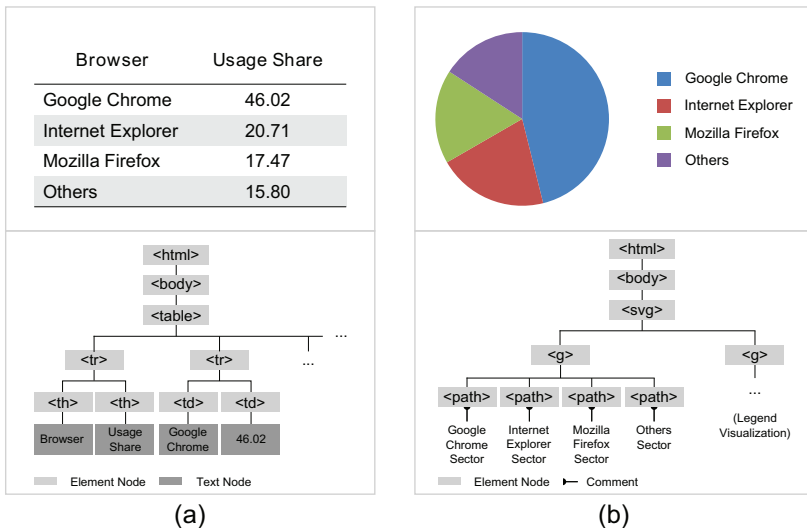 Browser Usage Share
Google Chrome 46.02
Internet Explorer 20.71
Mozilla Firefox 17.47
Others 15.80
<html>
<body>
<table>
...
<tr> <tr> ...
<th> <th> <td> <td>
Browser Usage Share Google Chrome 46.02
Element Node Text Node
(a)
Google Chrome
Internet Explorer
Mozilla Firefox
Others
<html>
<body>
<svg>
<g> <g>
<path> <path> <path> <path> ...
Google Internet Mozilla Others (Legend
Chrome Explorer Firefox Sector Visualization)
Sector Sector Sector
Element Node Comment
(b)